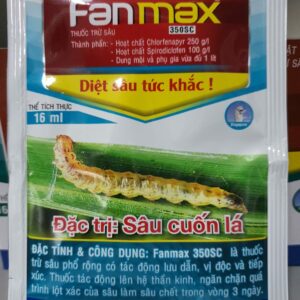 Fanmax
350SC
THUỐC TRỪ SÂU
Thành phần: - Hoạt chất Chlorfenapyr 250 g/l
- Hoạt chất Spirodiclofen 100 g/l
- Dung môi và phụ gia vừa đủ 1 lít
Diệt sâu tức khắc !
THỂ TÍCH THỰC
16 ml
Đặc trị: Sâu cuốn lá
ĐẶC TÍNH & CÔNG DỤNG: Fanmax 350SC là thuốc
trừ sâu phổ rộng có tác động lưu dẫn, vị độc và tiếp
xúc. Thuốc tác động lên hệ thần kinh, ngăn chặn quá
trình lột xác của sâu làm sâu chết trong vòng 3 ngày.